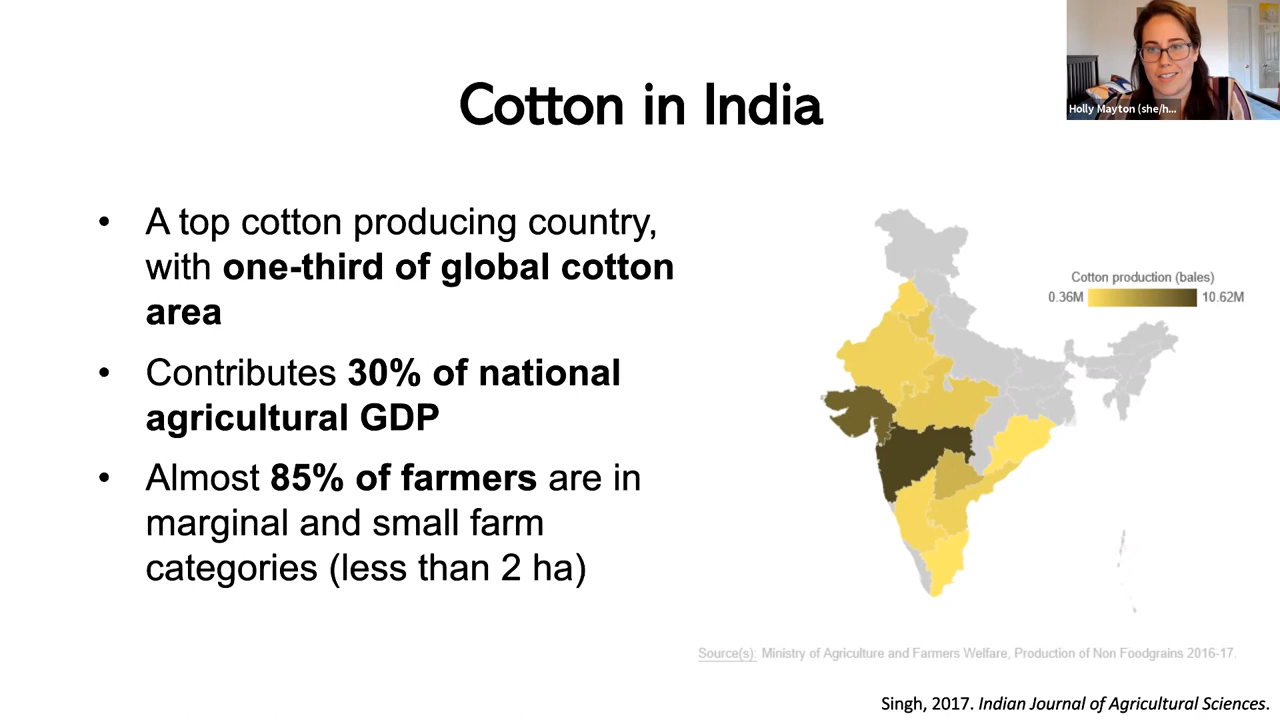 Holly Mayton (she/h...
Cotton in India
• A top cotton producing country,
with one-third of global cotton
area
• Contributes 30% of national
agricultural GDP
• Almost 85% of farmers are in
marginal and small farm
categories (less than 2 ha)
Cotton production (bales)
0.36M 10.62M
Source(s): Ministry of Agriculture and Farmers Welfare, Production of Non Foodgrains 2016-17.
Singh, 2017. Indian Journal of Agricultural Sciences.